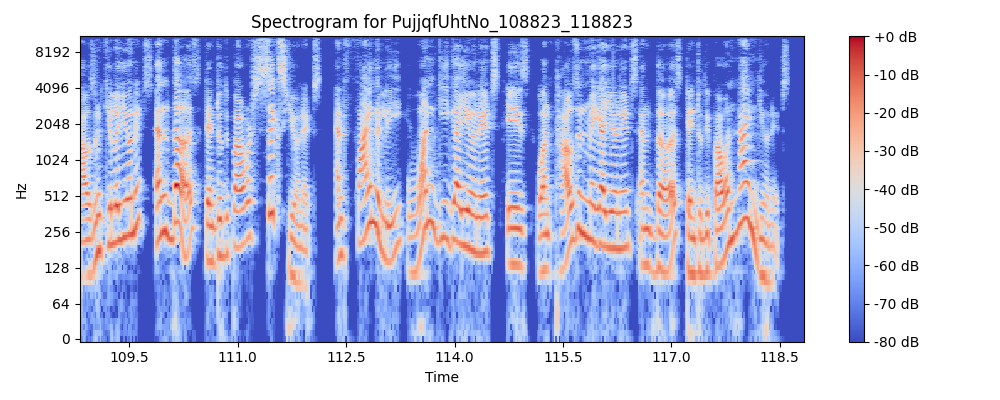 Spectrogram for PujjqfUhtNo_108823_118823
Hz
8192
4096
2048
1024
512
256
128
64
0
109.5 111.0 112.5 114.0 115.5 117.0 118.5
Time
+0 dB
-10 dB
-20 dB
-30 dB
-40 dB
-50 dB
-60 dB
-70 dB
-80 dB